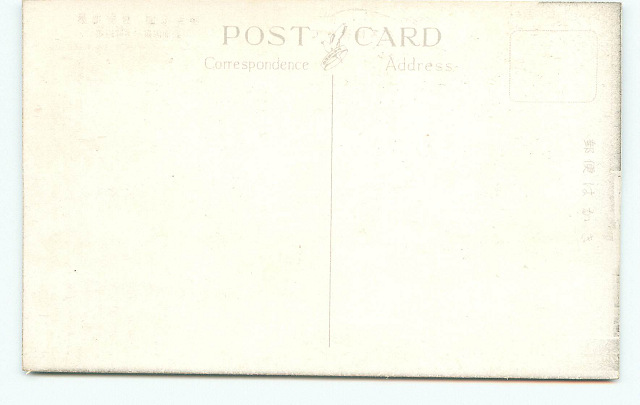 POST CARD
Correspondence
Address
郵便はかき